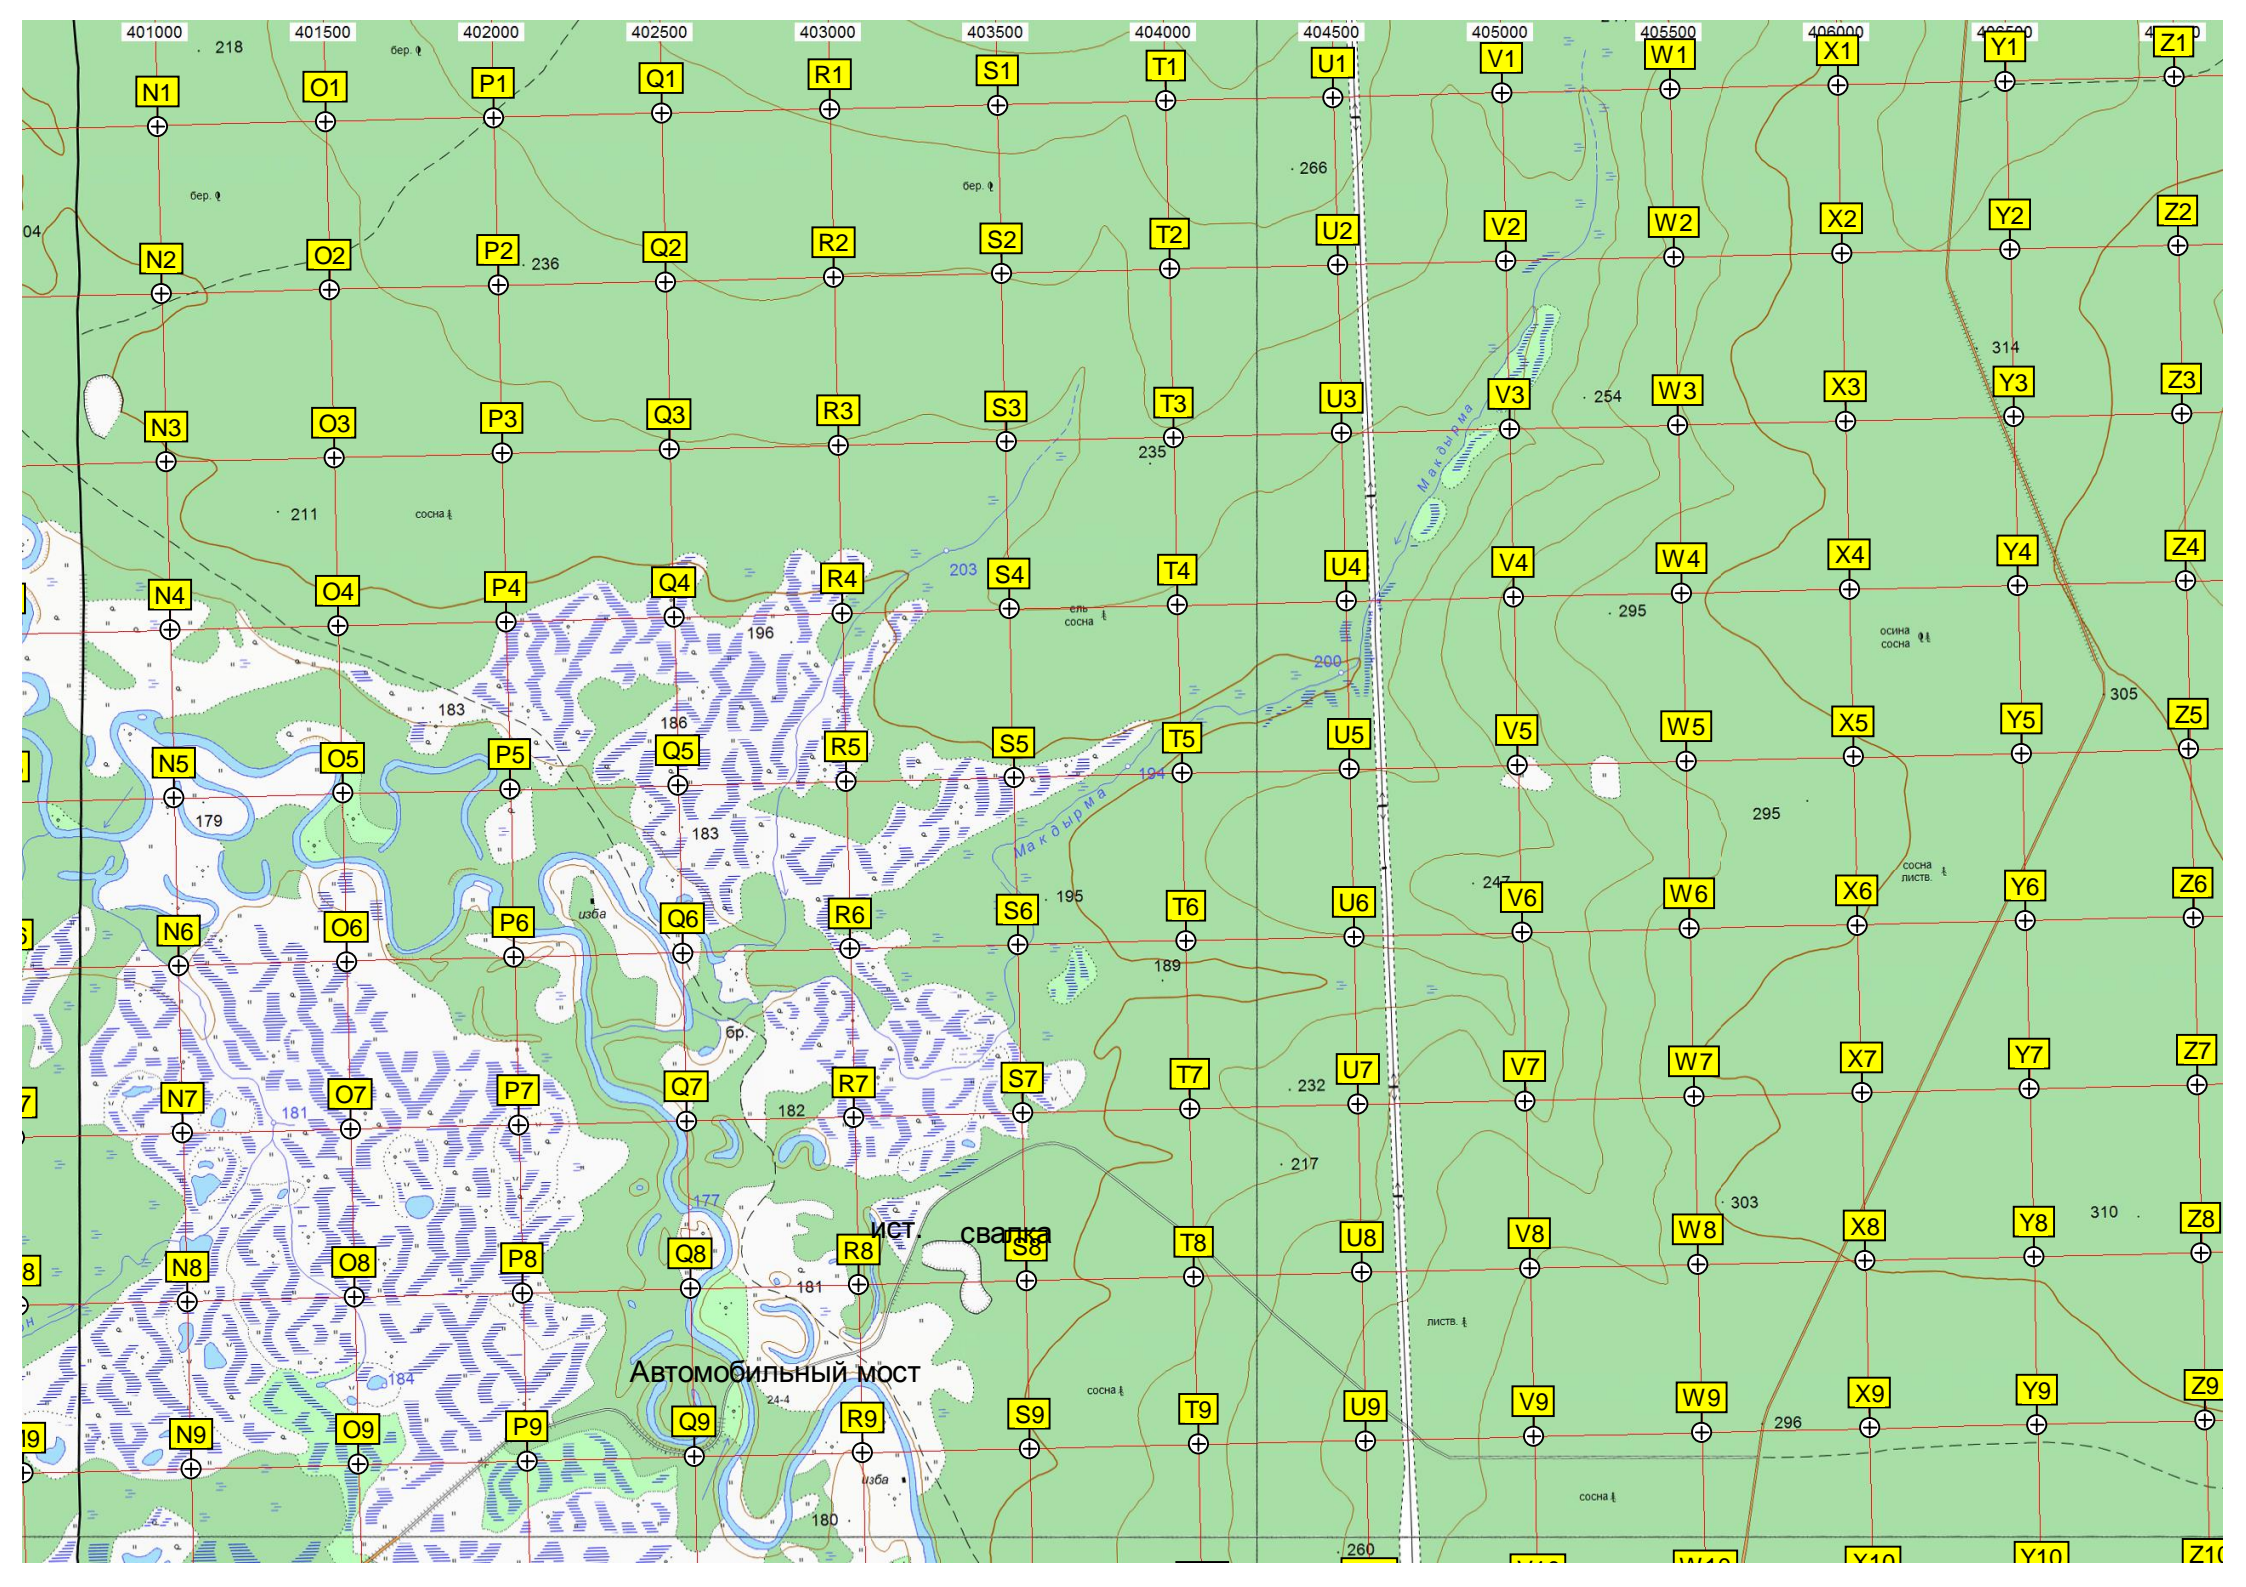 401000 401500 402000 402500 403000 403500 404000 404500 405000 405500 406000
218 бер.
N1 O1 P1 Q1 R1 S1 T1 U1 V1 W1 X1 Y1 Z1
266
бер. бер.
04
N2 O2 P2 Q2 R2 S2 T2 U2 V2 W2 X2 Y2 Z2
236
314
254
N3 O3 P3 Q3 R3 S3 T3 U3 V3 W3 X3 Y3 Z3
235
Макдырма
211 сосна
203
N4 O4 P4 Q4 R4 S4 T4 U4 V4 W4 X4 Y4 Z4
ель
сосна
295
196
осина
сосна
200
305
183
186
N5 O5 P5 Q5 R5 S5 T5 U5 V5 W5 X5 Y5 Z5
194
179
183
Макдырма
295
сосна
листв.
247
195
изба
N6 O6 P6 Q6 R6 S6 T6 U6 V6 W6 X6 Y6 Z6
6
189
бр.
N7 O7 P7 Q7 R7 S7 T7 U7 V7 W7 X7 Y7 Z7
7
181
182
232
217
177
303
310
ист. свалка
N8 O8 P8 Q8 R8 S8 T8 U8 V8 W8 X8 Y8 Z8
8
181
листв.
Автомобильный мост
184
24-4
сосна
N9 O9 P9 Q9 R9 S9 T9 U9 V9 W9 X9 Y9 Z9
296
изба
сосна
180
260
X10 Y10 Z10